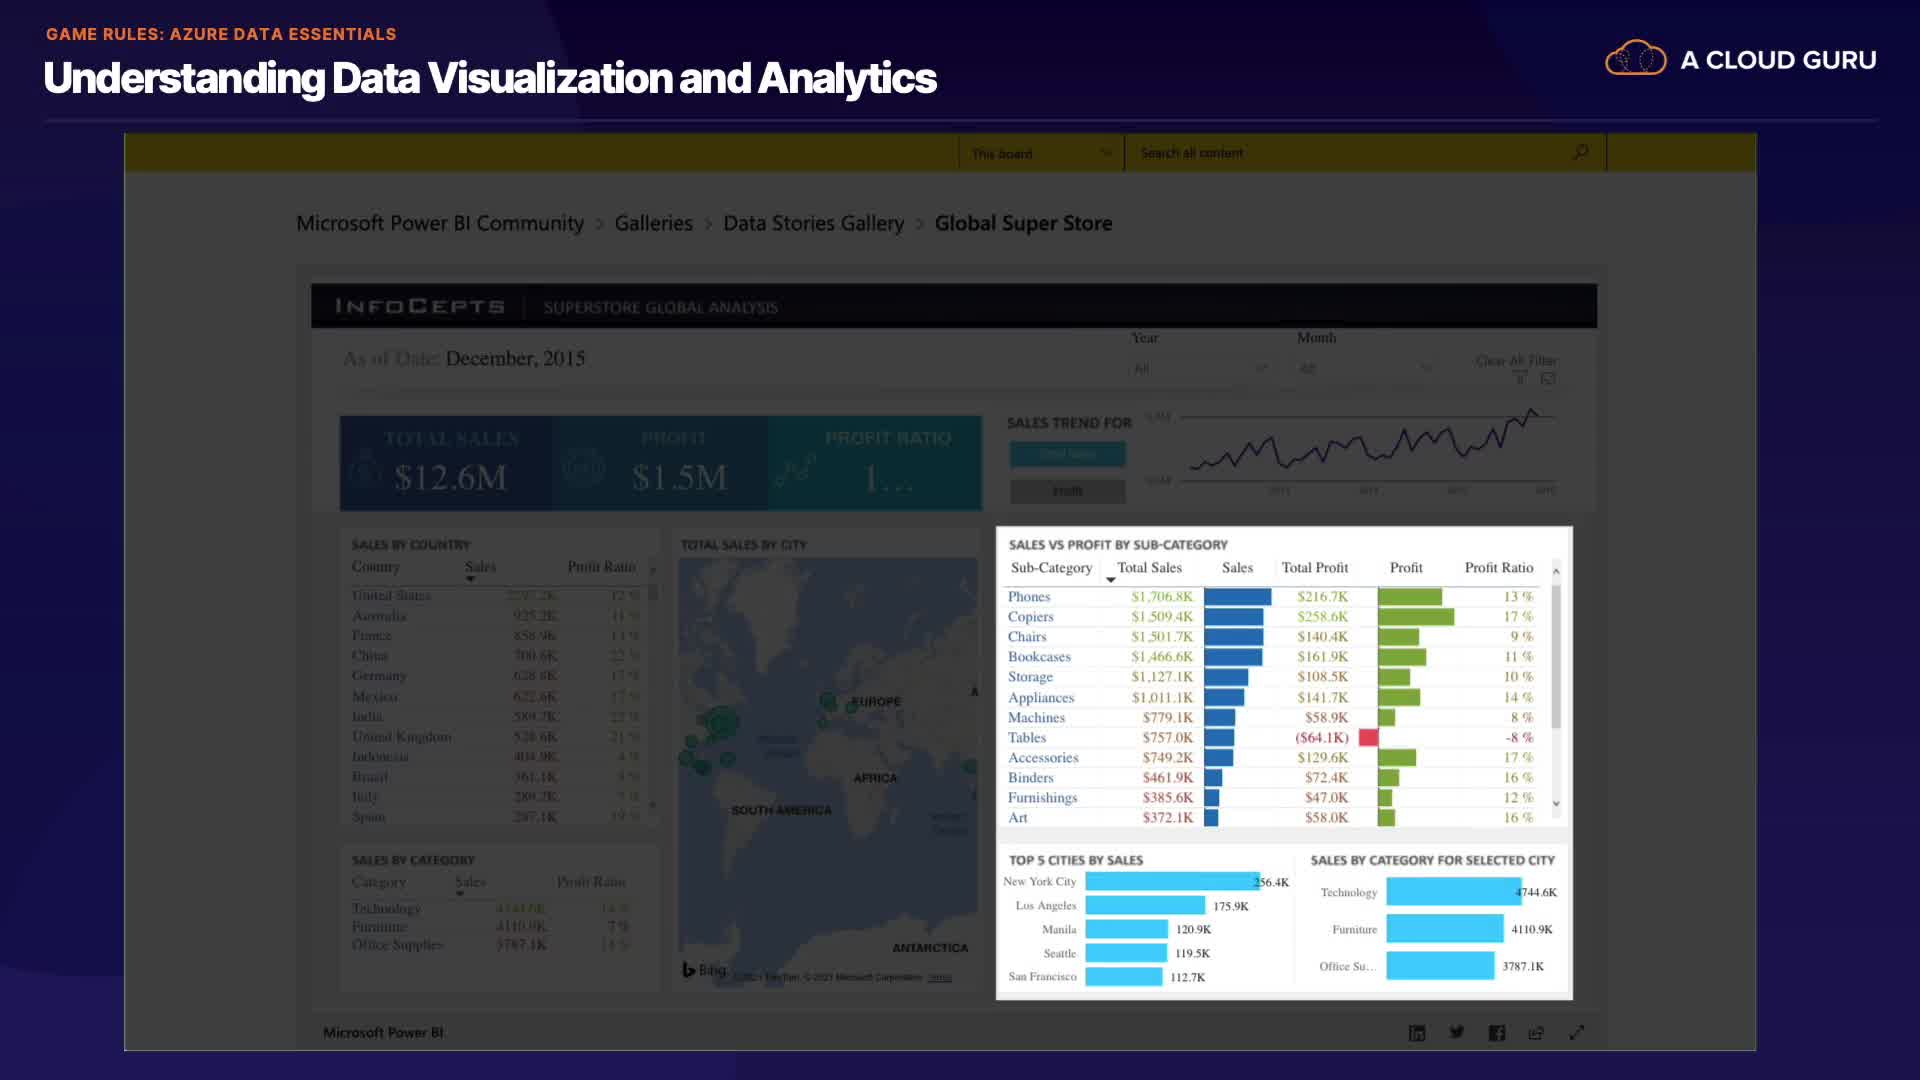 GAME RULES: AZURE DATA ESSENTIALS
Understanding Data Visualization and Analytics
A CLOUD GURU
This board
Search all content
Microsoft Power BI Community > Galleries > Data Stories Gallery > Global Super Store
INFOCEPTS
SUPERSTORE GLOBAL ANALYSIS
As of Date: December, 2015
Year
Month
All
All
Clear All Filter
TOTAL SALES
$12.6M
PROFIT
$1.5M
PROFIT RATIO
1...
SALES TREND FOR
Total Sales
Profit
SALES BY COUNTRY
Country Sales Profit Ratio
United States 12 %
Australia 925.2K 11 %
France 858.9K
China 700.6K 22 %
Germany 628.8K 17 %
Mexico 622.6K 17 %
India 589.7K 22 %
United Kingdom 528.6K 21 %
Indonesia 404.9K
Brazil 361.1K
Italy 289.7K
Spain 287.1K 19 %
SALES BY CATEGORY
Category Sales Profit Ratio
Technology 14 %
Furniture 4110.9K 7 %
Office Supplies 3787.1K 14 %
TOTAL SALES BY CITY
EUROPE
AFRICA
SOUTH AMERICA
ANTARCTICA
Bing
© 2021 TomTom, © 2021 Microsoft Corporation Terms
SALES VS PROFIT BY SUB-CATEGORY
Sub-Category Total Sales Sales Total Profit Profit Profit Ratio
Phones $1,706.8K $216.7K 13 %
Copiers $1,509.4K $258.6K 17 %
Chairs $1,501.7K $140.4K 9 %
Bookcases $1,466.6K $161.9K 11 %
Storage $1,127.1K $108.5K 10 %
Appliances $1,011.1K $141.7K 14 %
Machines $779.1K $58.9K 8 %
Tables $757.0K ($64.1K) -8 %
Accessories $749.2K $129.6K 17 %
Binders $461.9K $72.4K 16 %
Furnishings $385.6K $47.0K 12 %
Art $372.1K $58.0K 16 %
TOP 5 CITIES BY SALES
New York City 256.4K
Los Angeles 175.9K
Manila 120.9K
Seattle 119.5K
San Francisco 112.7K
SALES BY CATEGORY FOR SELECTED CITY
Technology 4744.6K
Furniture 4110.9K
Office Su... 3787.1K
Microsoft Power BI